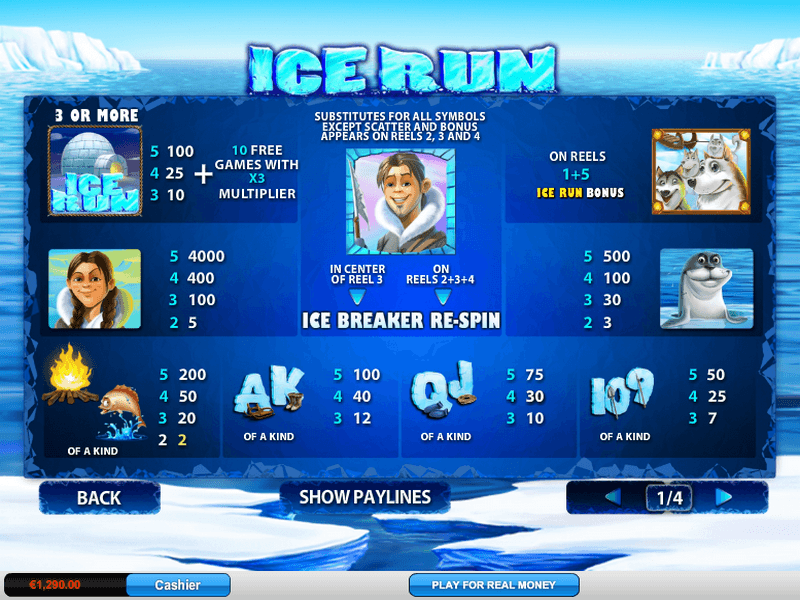 ICE RUN
3 OR MORE
ICE
RUN
5 100
4 25
3 10
+
10 FREE
GAMES WITH
X3
MULTIPLIER
SUBSTITUTES FOR ALL SYMBOLS
EXCEPT SCATTER AND BONUS
APPEARS ON REELS 2, 3 AND 4
IN CENTER
OF REEL 3
ON
REELS 2+3+4
ICE BREAKER RE-SPIN
ON REELS
1+5
ICE RUN BONUS
5 4000
4 400
3 100
2 5
5 500
4 100
3 30
2 3
OF A KIND
5 200
4 50
3 20
2 2
AK
OF A KIND
5 100
4 40
3 12
QJ
OF A KIND
5 75
4 30
3 10
109
OF A KIND
5 50
4 25
3 7
BACK
SHOW PAYLINES
1/4
€1,290.00
Cashier
PLAY FOR REAL MONEY